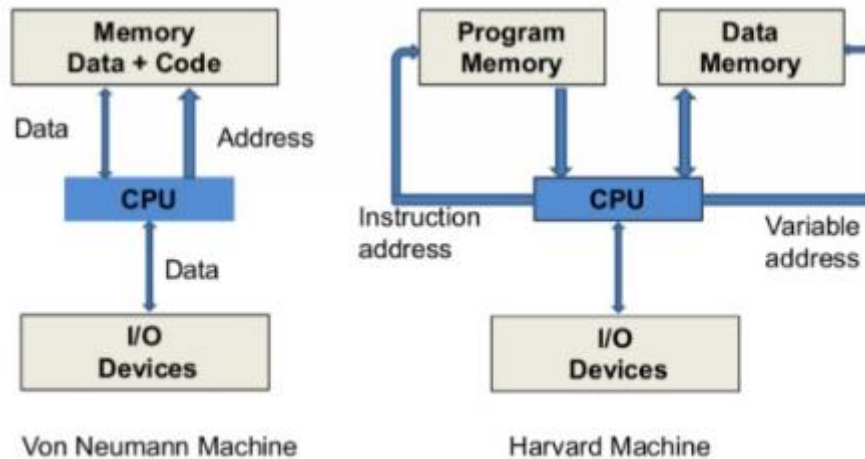 Memory
Data + Code
Data
Address
CPU
Data
I/O
Devices
Von Neumann Machine
Program
Memory
Data
Memory
CPU
Instruction
address
Variable
address
I/O
Devices
Harvard Machine